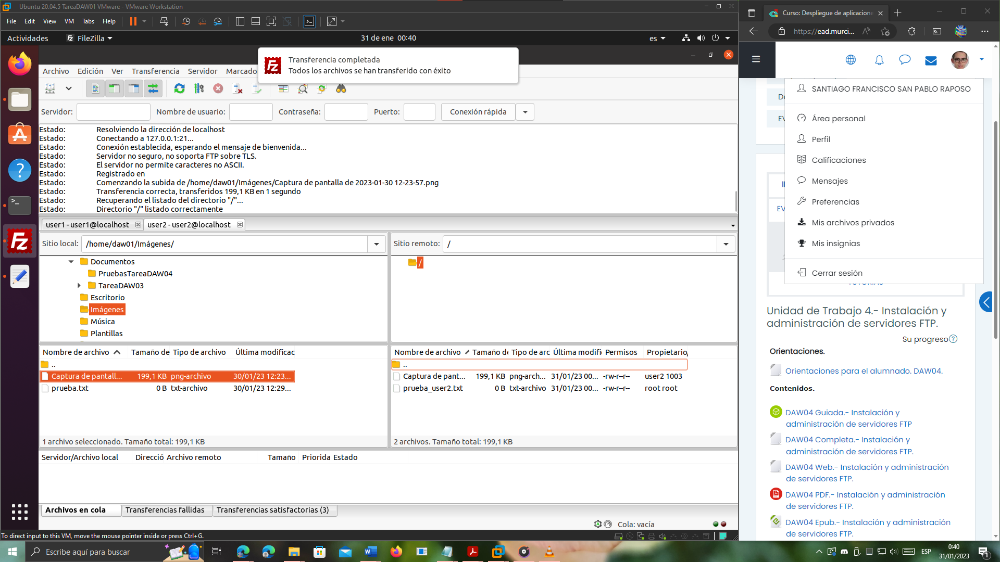 Ubuntu 20.04.5 TareaDAW01 VMware - VMware Workstation
File Edit View VM Tabs Help
Actividades FileZilla 31 de ene 00:40 es
Transferencia completada
Todos los archivos se han transferido con éxito
Archivo Edición Ver Transferencia Servidor Marcado
Servidor: Nombre de usuario: Contraseña: Puerto: Conexión rápida
Estado: Resolviendo la dirección de localhost
Estado: Conectando a 127.0.0.1:21...
Estado: Conexión establecida, esperando el mensaje de bienvenida...
Estado: Servidor no seguro, no soporta FTP sobre TLS.
Estado: El servidor no permite caracteres no ASCII.
Estado: Registrado en
Estado: Comenzando la subida de /home/daw01/Imágenes/Captura de pantalla de 2023-01-30 12-23-57.png
Estado: Transferencia correcta, transferidos 199,1 KB en 1 segundo
Estado: Recuperando el listado del directorio "/"...
Estado: Directorio "/" listado correctamente
user1 - user1@localhost user2 - user2@localhost
Sitio local: /home/daw01/Imágenes/
Documentos
PruebasTareaDAW04
TareaDAW03
Escritorio
Imágenes
Música
Plantillas
Sitio remoto: /
/
Nombre de archivo Tamaño de Tipo de archivo Última modificac
..
Captura de pantall... 199,1 KB png-archivo 30/01/23 12:23...
prueba.txt 0 B txt-archivo 30/01/23 12:29...
1 archivo seleccionado. Tamaño total: 199,1 KB
Nombre de archivo Tamaño de Tipo de arc Última modifi Permisos Propietario/
..
Captura de pant... 199,1 KB png-arch... 31/01/23 00... -rw-r--r-- user2 1003
prueba_user2.txt 0 B txt-archivo 31/01/23 00... -rw-r--r-- root root
2 archivos. Tamaño total: 199,1 KB
Servidor/Archivo local Direcció Archivo remoto Tamaño Priorida Estado
Archivos en cola Transferencias fallidas Transferencias satisfactorias (3)
Cola: vacía
To direct input to this VM, move the mouse pointer inside or press Ctrl+G.
Curso: Despliegue de aplicacione
https://ead.murci...
SANTIAGO FRANCISCO SAN PABLO RAPOSO
Área personal
Perfil
Calificaciones
Mensajes
Preferencias
Mis archivos privados
Mis insignias
Cerrar sesión
EV
Unidad de Trabajo 4.- Instalación y
administración de servidores FTP.
Su progreso
Orientaciones.
Orientaciones para el alumnado. DAW04.
Contenidos.
DAW04 Guiada.- Instalación y
administración de servidores FTP
DAW04 Completa.- Instalación y
administración de servidores FTP.
DAW04 Web.- Instalación y administración
de servidores FTP.
DAW04 PDF.- Instalación y administración
de servidores FTP.
DAW04 Epub.- Instalación y administración
de servidores FTP.
Escribe aquí para buscar
ESP
0:40
31/01/2023
1